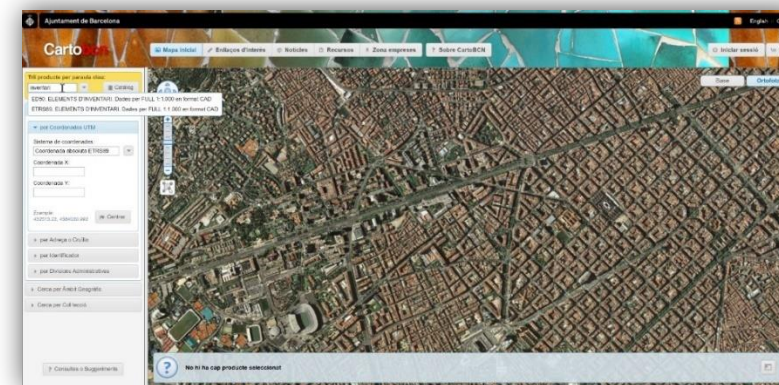 Ajuntament de Barcelona
English
CartoBCN
Mapa Inicial
Enllaços d'interès
Notícies
Recursos
Zona empreses
? Sobre CartoBCN
Iniciar sessió
Triï producte per paraula clau:
inventari
Catàleg
ED50. ELEMENTS D'INVENTARI. Dades per FULL 1:1.000 en format CAD
ETRS89. ELEMENTS D'INVENTARI. Dades per FULL 1:1.000 en format CAD
per Coordenades UTM
Sistema de coordenades:
Coordenada absoluta ETRS89
Coordenada X:
Coordenada Y:
Exemple
Centrar
per Adreça o Cruïlla
per Identificador
per Divisions Administratives
Cerca per Àmbit Geogràfic
Cerca per Col·lecció
? Consultes o Suggeriments
Base
Ortofoto
? No hi ha cap producte seleccionat